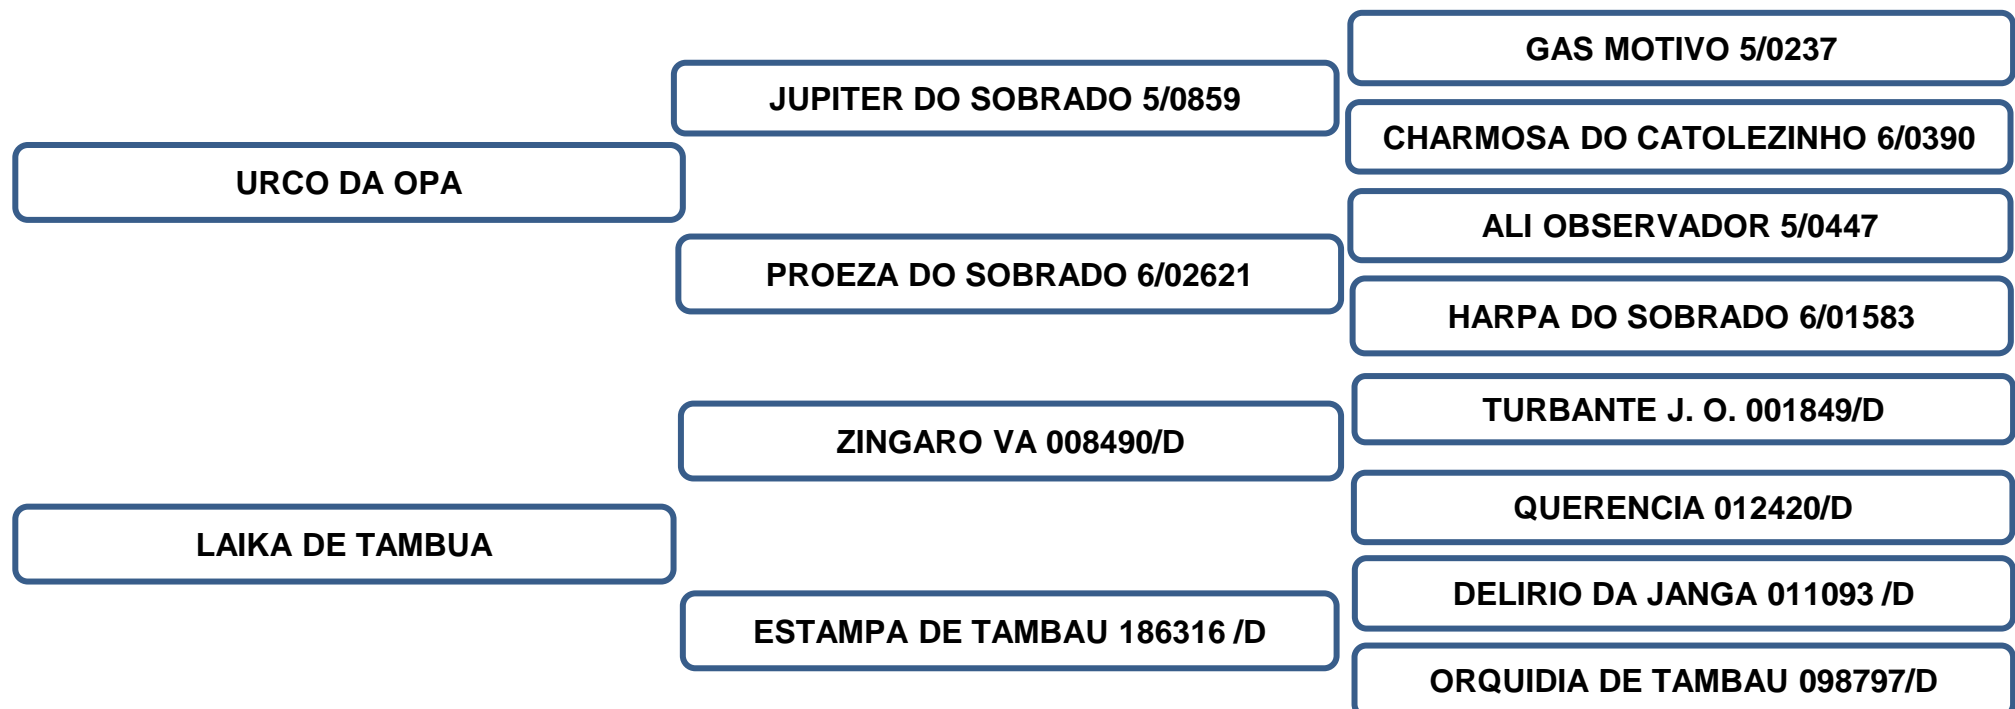 GAS MOTIVO 5/0237
JUPITER DO SOBRADO 5/0859
CHARMOSA DO CATOLEZINHO 6/0390
URCO DA OPA
ALI OBSERVADOR 5/0447
PROEZA DO SOBRADO 6/02621
HARPA DO SOBRADO 6/01583
TURBANTE J. O. 001849/D
ZINGARO VA 008490/D
QUERENCIA 012420/D
LAIKA DE TAMBUA
DELIRIO DA JANGA 011093 /D
ESTAMPA DE TAMBAU 186316 /D
ORQUIDIA DE TAMBAU 098797/D